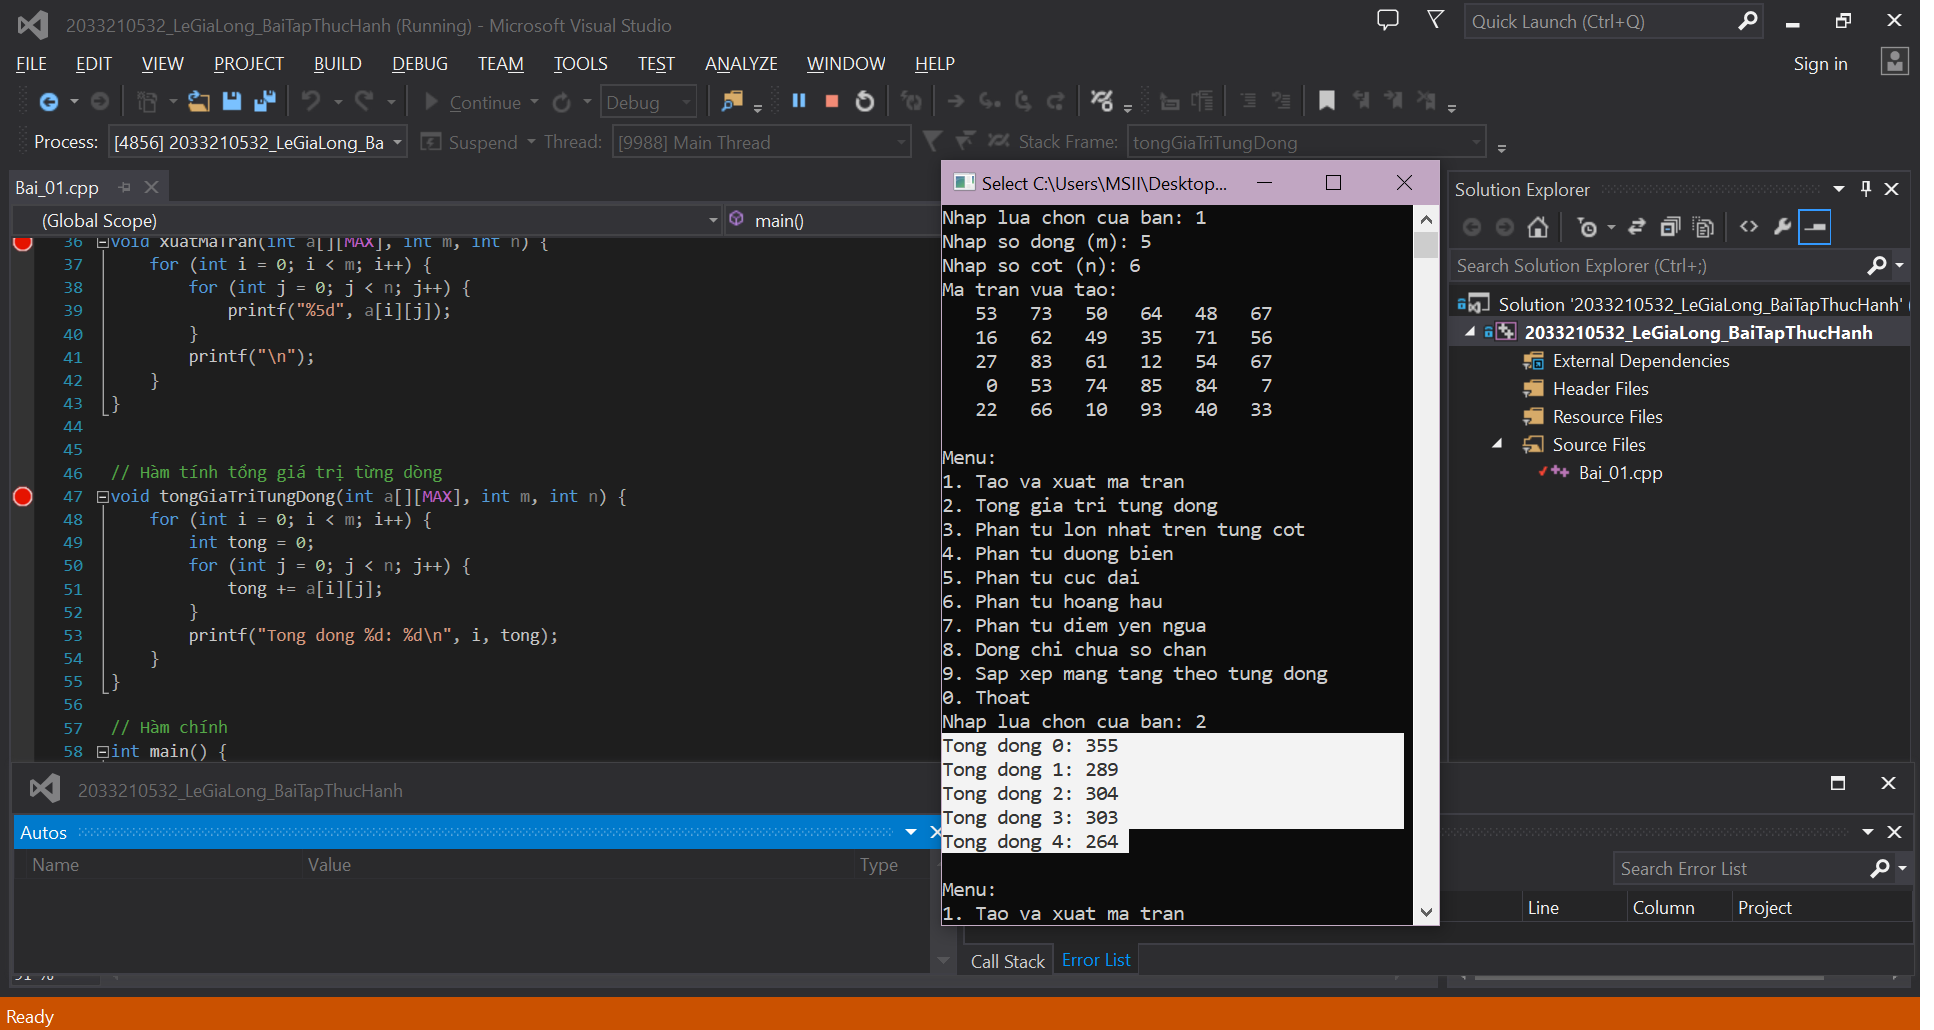 2033210532_LeGiaLong_BaiTapThucHanh (Running) - Microsoft Visual Studio
Quick Launch (Ctrl+Q)
FILE EDIT VIEW PROJECT BUILD DEBUG TEAM TOOLS TEST ANALYZE WINDOW HELP
Sign in
Continue
Debug
Process: [4856] 2033210532_LeGiaLong_Ba
Suspend
Thread: [9988] Main Thread
Stack Frame: tongGiaTriTungDong
Bai_01.cpp
(Global Scope)
main()
36 void xuatMaTran(int a[][MAX], int m, int n) {
37 for (int i = 0; i < m; i++) {
38 for (int j = 0; j < n; j++) {
39 printf("%5d", a[i][j]);
40 }
41 printf("\n");
42 }
43 }
44
45
46 // Hàm tính tổng giá trị từng dòng
47 void tongGiaTriTungDong(int a[][MAX], int m, int n) {
48 for (int i = 0; i < m; i++) {
49 int tong = 0;
50 for (int j = 0; j < n; j++) {
51 tong += a[i][j];
52 }
53 printf("Tong dong %d: %d\n", i, tong);
54 }
55 }
56
57 // Hàm chính
58 int main() {
Select C:\Users\MSII\Desktop...
Nhap lua chon cua ban: 1
Nhap so dong (m): 5
Nhap so cot (n): 6
Ma tran vua tao:
53 73 50 64 48 67
16 62 49 35 71 56
27 83 61 12 54 67
0 53 74 85 84 7
22 66 10 93 40 33
Menu:
1. Tao va xuat ma tran
2. Tong gia tri tung dong
3. Phan tu lon nhat tren tung cot
4. Phan tu duong bien
5. Phan tu cuc dai
6. Phan tu hoang hau
7. Phan tu diem yen ngua
8. Dong chi chua so chan
9. Sap xep mang tang theo tung dong
0. Thoat
Nhap lua chon cua ban: 2
Tong dong 0: 355
Tong dong 1: 289
Tong dong 2: 304
Tong dong 3: 303
Tong dong 4: 264
Menu:
1. Tao va xuat ma tran
Solution Explorer
Search Solution Explorer (Ctrl+;)
Solution '2033210532_LeGiaLong_BaiTapThucHanh' (
2033210532_LeGiaLong_BaiTapThucHanh
External Dependencies
Header Files
Resource Files
Source Files
Bai_01.cpp
2033210532_LeGiaLong_BaiTapThucHanh
Autos
Name Value Type
Search Error List
Line Column Project
Call Stack
Error List
Ready